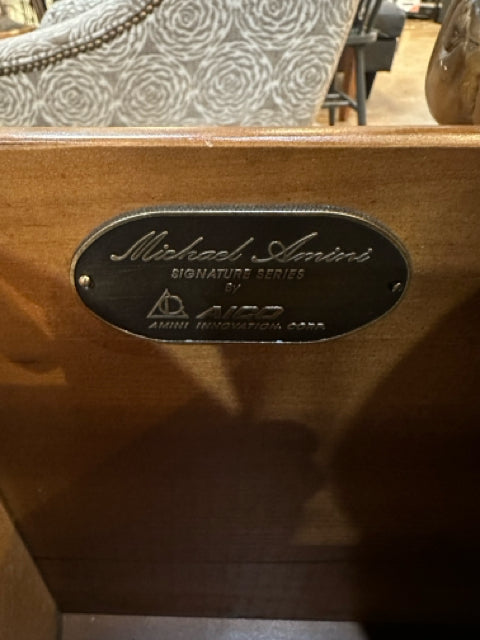 Michael Amini
SIGNATURE SERIES
BY
AICO
AMINI INNOVATION CORP.